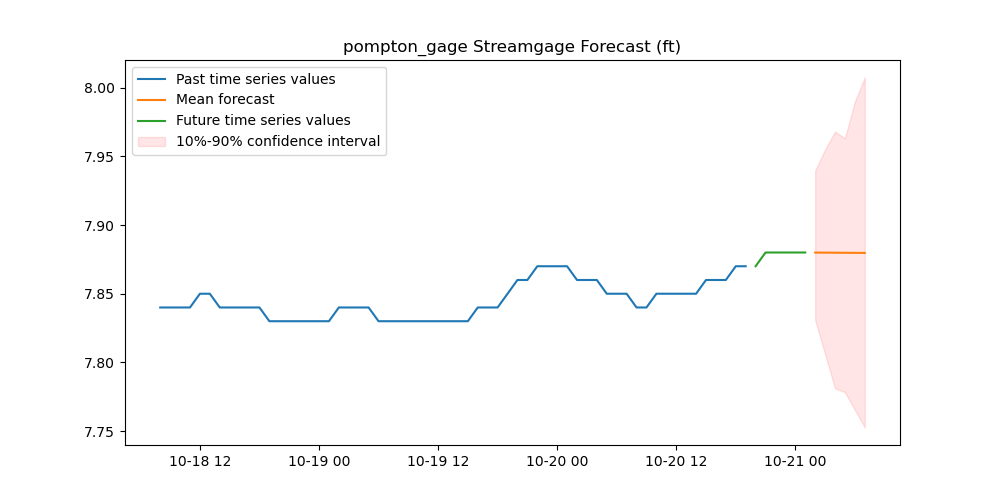 pompton_gage Streamgage Forecast (ft)
Past time series values
Mean forecast
Future time series values
10%-90% confidence interval
8.00
7.95
7.90
7.85
7.80
7.75
10-18 12
10-19 00
10-19 12
10-20 00
10-20 12
10-21 00